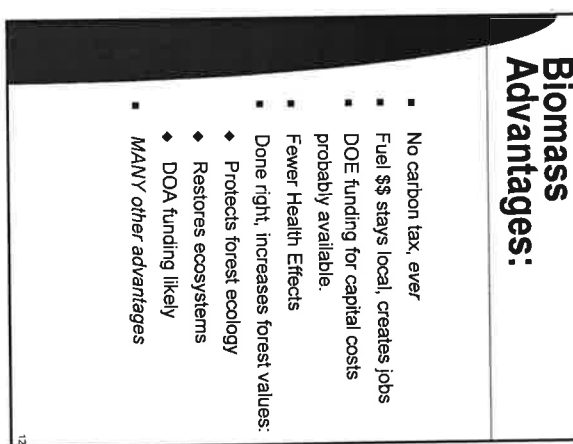 Biomass
Advantages:
▪ No carbon tax, ever
▪ Fuel $$ stays local, creates jobs
▪ DOE funding for capital costs
probably available.
▪ Fewer Health Effects
▪ Done right, increases forest values:
◆ Protects forest ecology
◆ Restores ecosystems
◆ DOA funding likely
▪ MANY other advantages
12